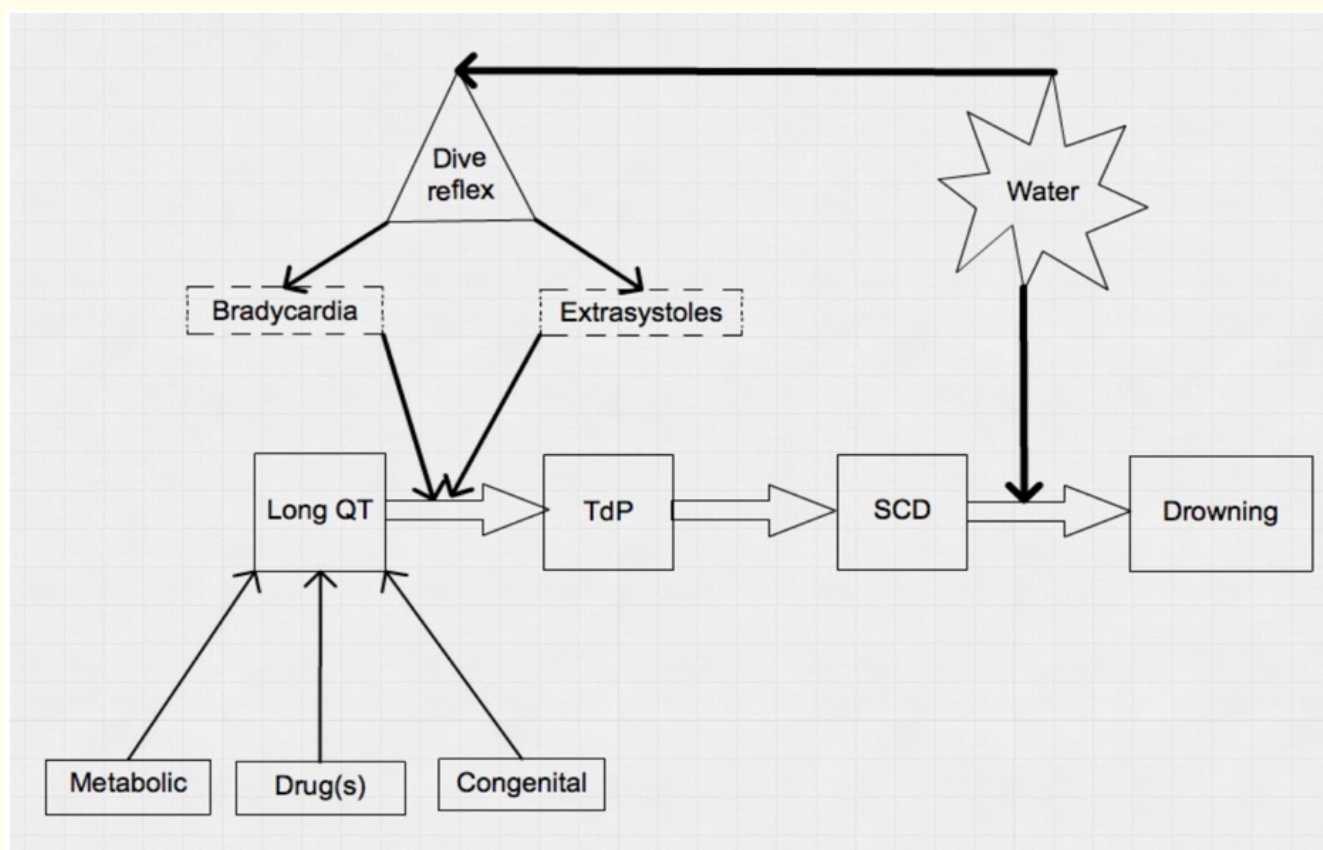 Dive
reflex
Water
Bradycardia
Extrasystoles
Long QT
TdP
SCD
Drowning
Metabolic
Drug(s)
Congenital